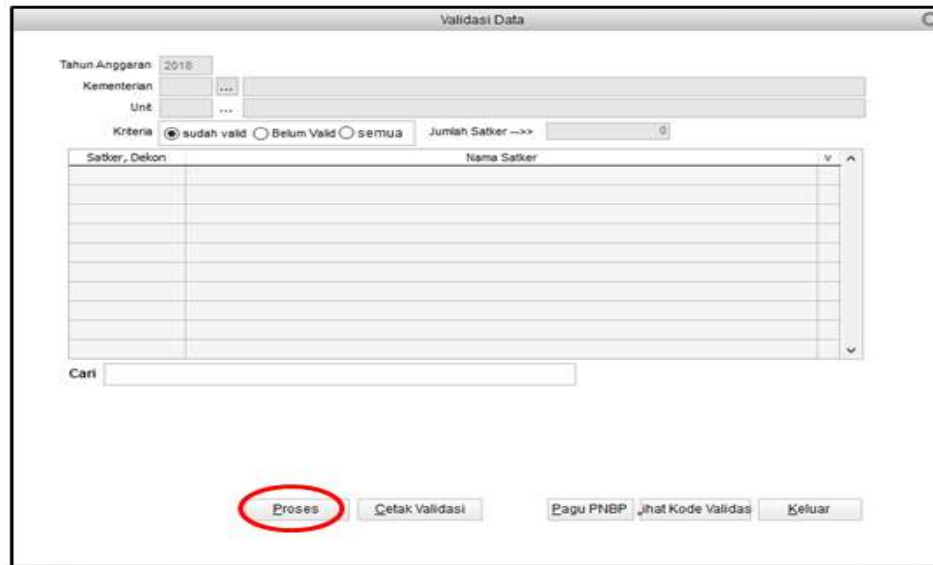 Validasi Data
Tahun Anggaran 2018
Kementerian ...
Unit ...
Kriteria sudah valid Belum Valid semua Jumlah Satker -->> 0
Satker, Dekon Nama Satker v
Cari
Proses Cetak Validasi Pagu PNBP ihat Kode Validas Keluar